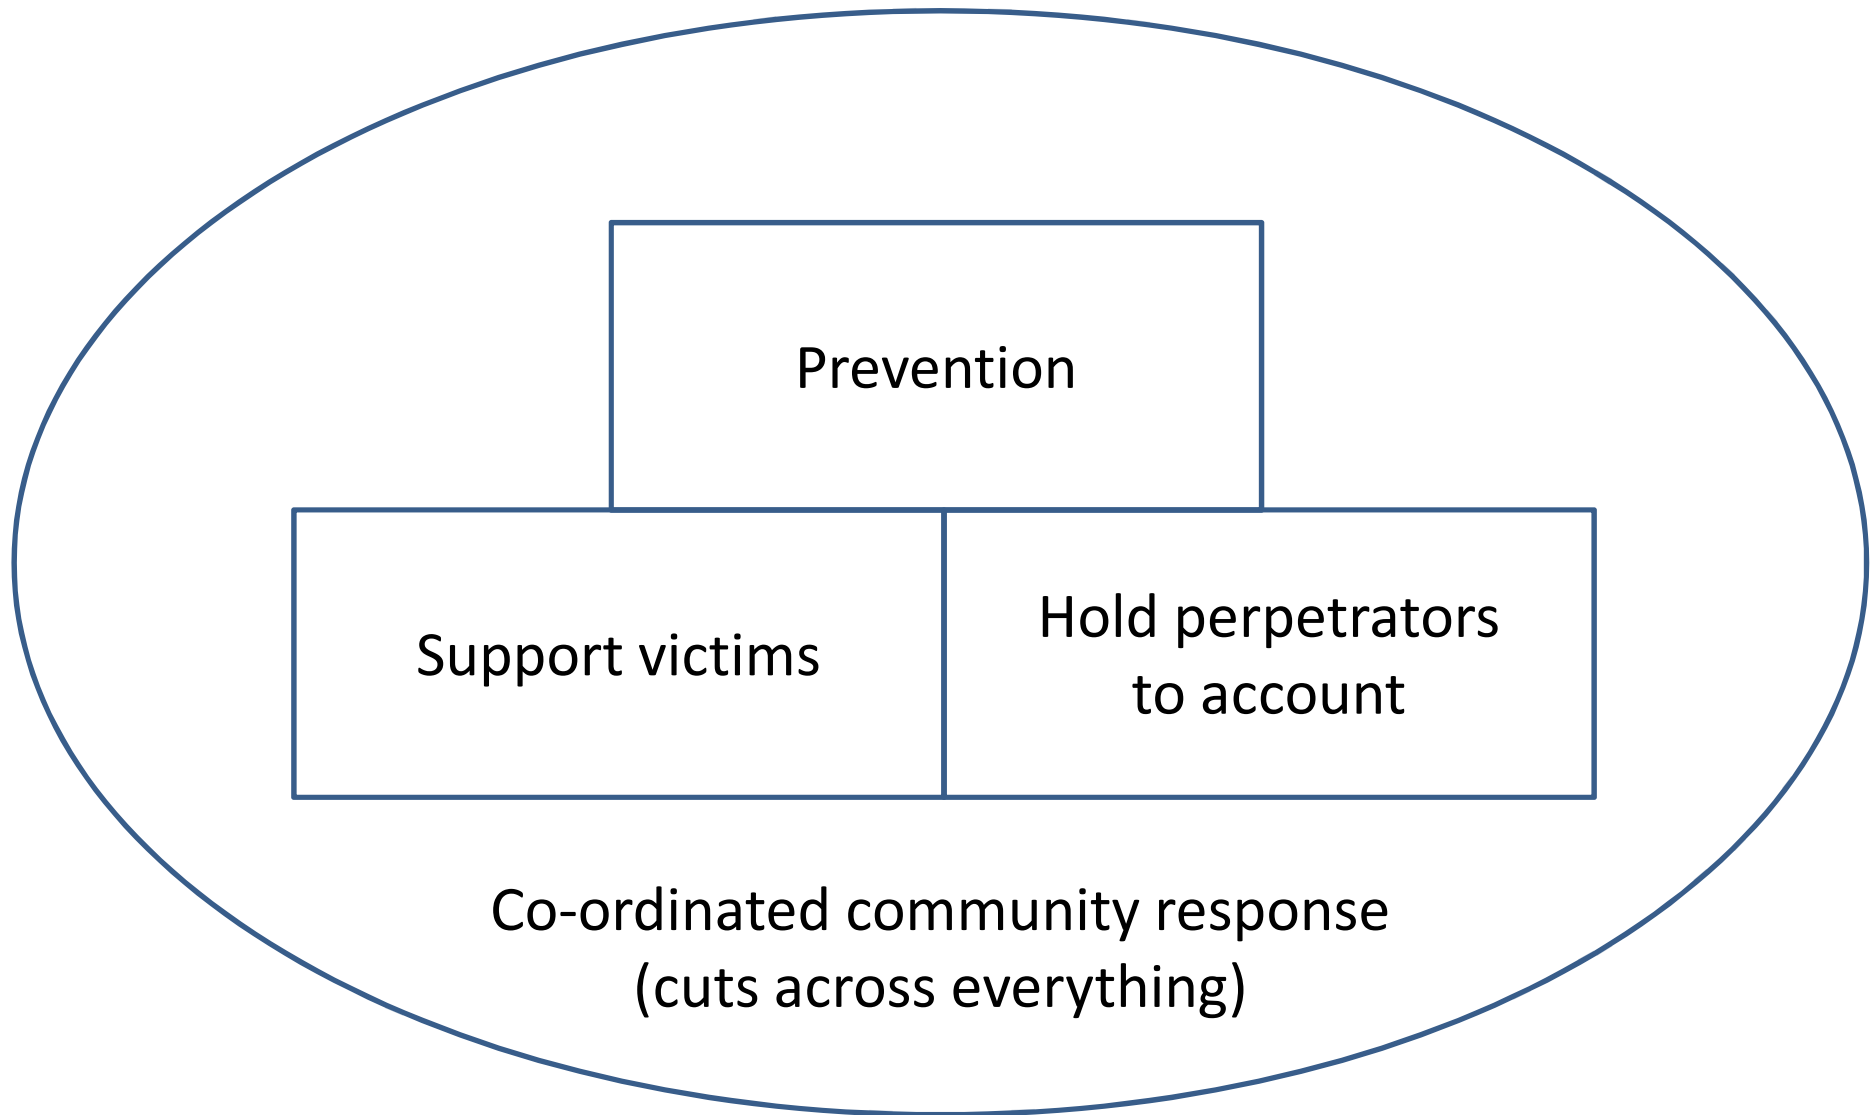 Prevention
Support victims
Hold perpetrators
to account
Co-ordinated community response
(cuts across everything)